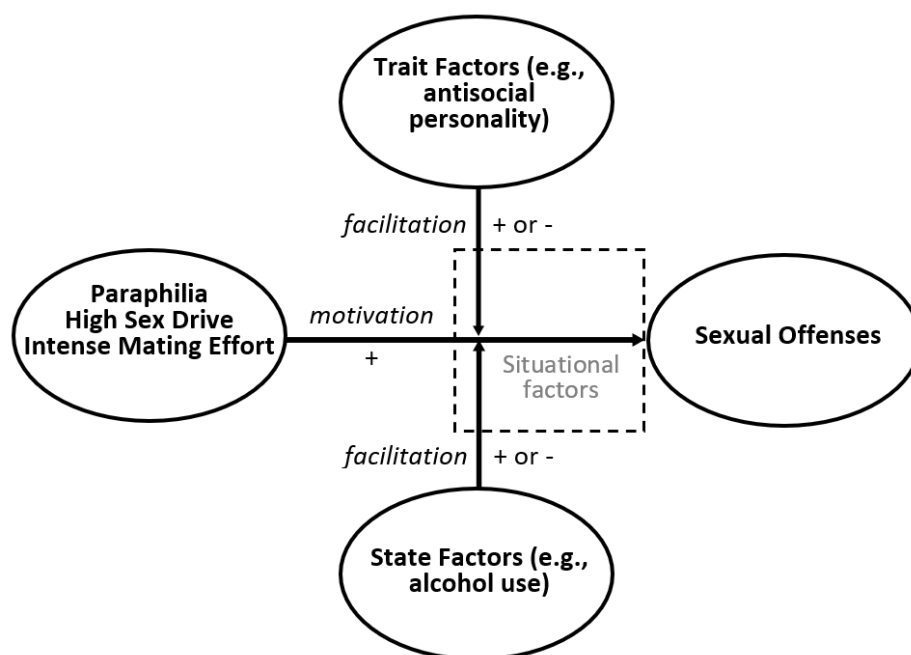 Trait Factors (e.g.,
antisocial
personality)
facilitation
+ or -
Paraphilia
High Sex Drive
Intense Mating Effort
motivation
+
Situational
factors
Sexual Offenses
facilitation
+ or -
State Factors (e.g.,
alcohol use)